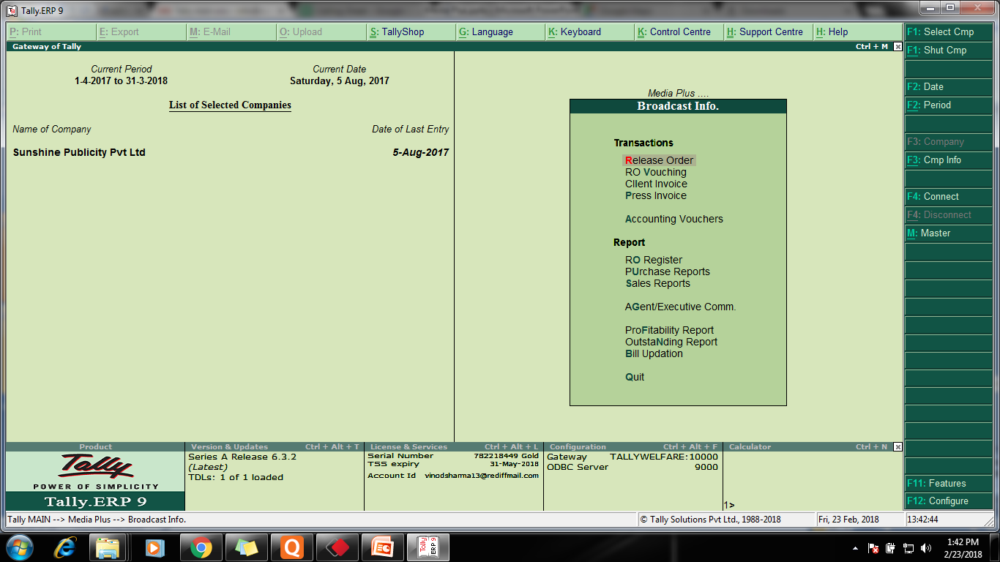 Tally.ERP 9
P: Print E: Export M: E-Mail O: Upload S: TallyShop G: Language K: Keyboard K: Control Centre H: Support Centre H: Help
Gateway of Tally Ctrl + M
Current Period Current Date
1-4-2017 to 31-3-2018 Saturday, 5 Aug, 2017
List of Selected Companies
Name of Company Date of Last Entry
Sunshine Publicity Pvt Ltd 5-Aug-2017
Media Plus ....
Broadcast Info.
Transactions
Release Order
RO Vouching
ClIent Invoice
Press Invoice
Accounting Vouchers
Report
RO Register
PUrchase Reports
Sales Reports
AGent/Executive Comm.
ProFitability Report
OutstaNding Report
Bill Updation
Quit
F1: Select Cmp
F1: Shut Cmp
F2: Date
F2: Period
F3: Company
F3: Cmp Info
F4: Connect
F4: Disconnect
M: Master
F11: Features
F12: Configure
Product
Tally
POWER OF SIMPLICITY
Tally.ERP 9
Version & Updates Ctrl + Alt + T
Series A Release 6.3.2
(Latest)
TDLs: 1 of 1 loaded
License & Services Ctrl + Alt + L
Serial Number 782218449 Gold
TSS expiry 31-May-2018
Account Id vinodsharma13@rediffmail.com
Configuration Ctrl + Alt + F
Gateway TALLYWELFARE:10000
ODBC Server 9000
Calculator Ctrl + N
1>
Tally MAIN --> Media Plus --> Broadcast Info. © Tally Solutions Pvt Ltd., 1988-2018 Fri, 23 Feb, 2018 13:42:44
Tally ERP 9
1:42 PM
2/23/2018